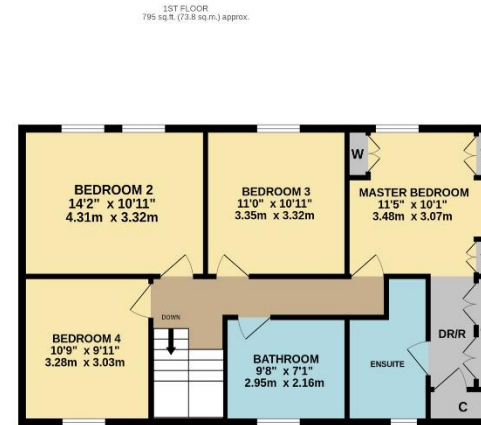 1ST FLOOR
795 sq.ft. (73.8 sq.m.) approx.
W
BEDROOM 2
14'2" x 10'11"
4.31m x 3.32m
BEDROOM 3
11'0" x 10'11"
3.35m x 3.32m
MASTER BEDROOM
11'5" x 10'1"
3.48m x 3.07m
DOWN
BEDROOM 4
10'9" x 9'11"
3.28m x 3.03m
BATHROOM
9'8" x 7'1"
2.95m x 2.16m
ENSUITE
DR/R
C